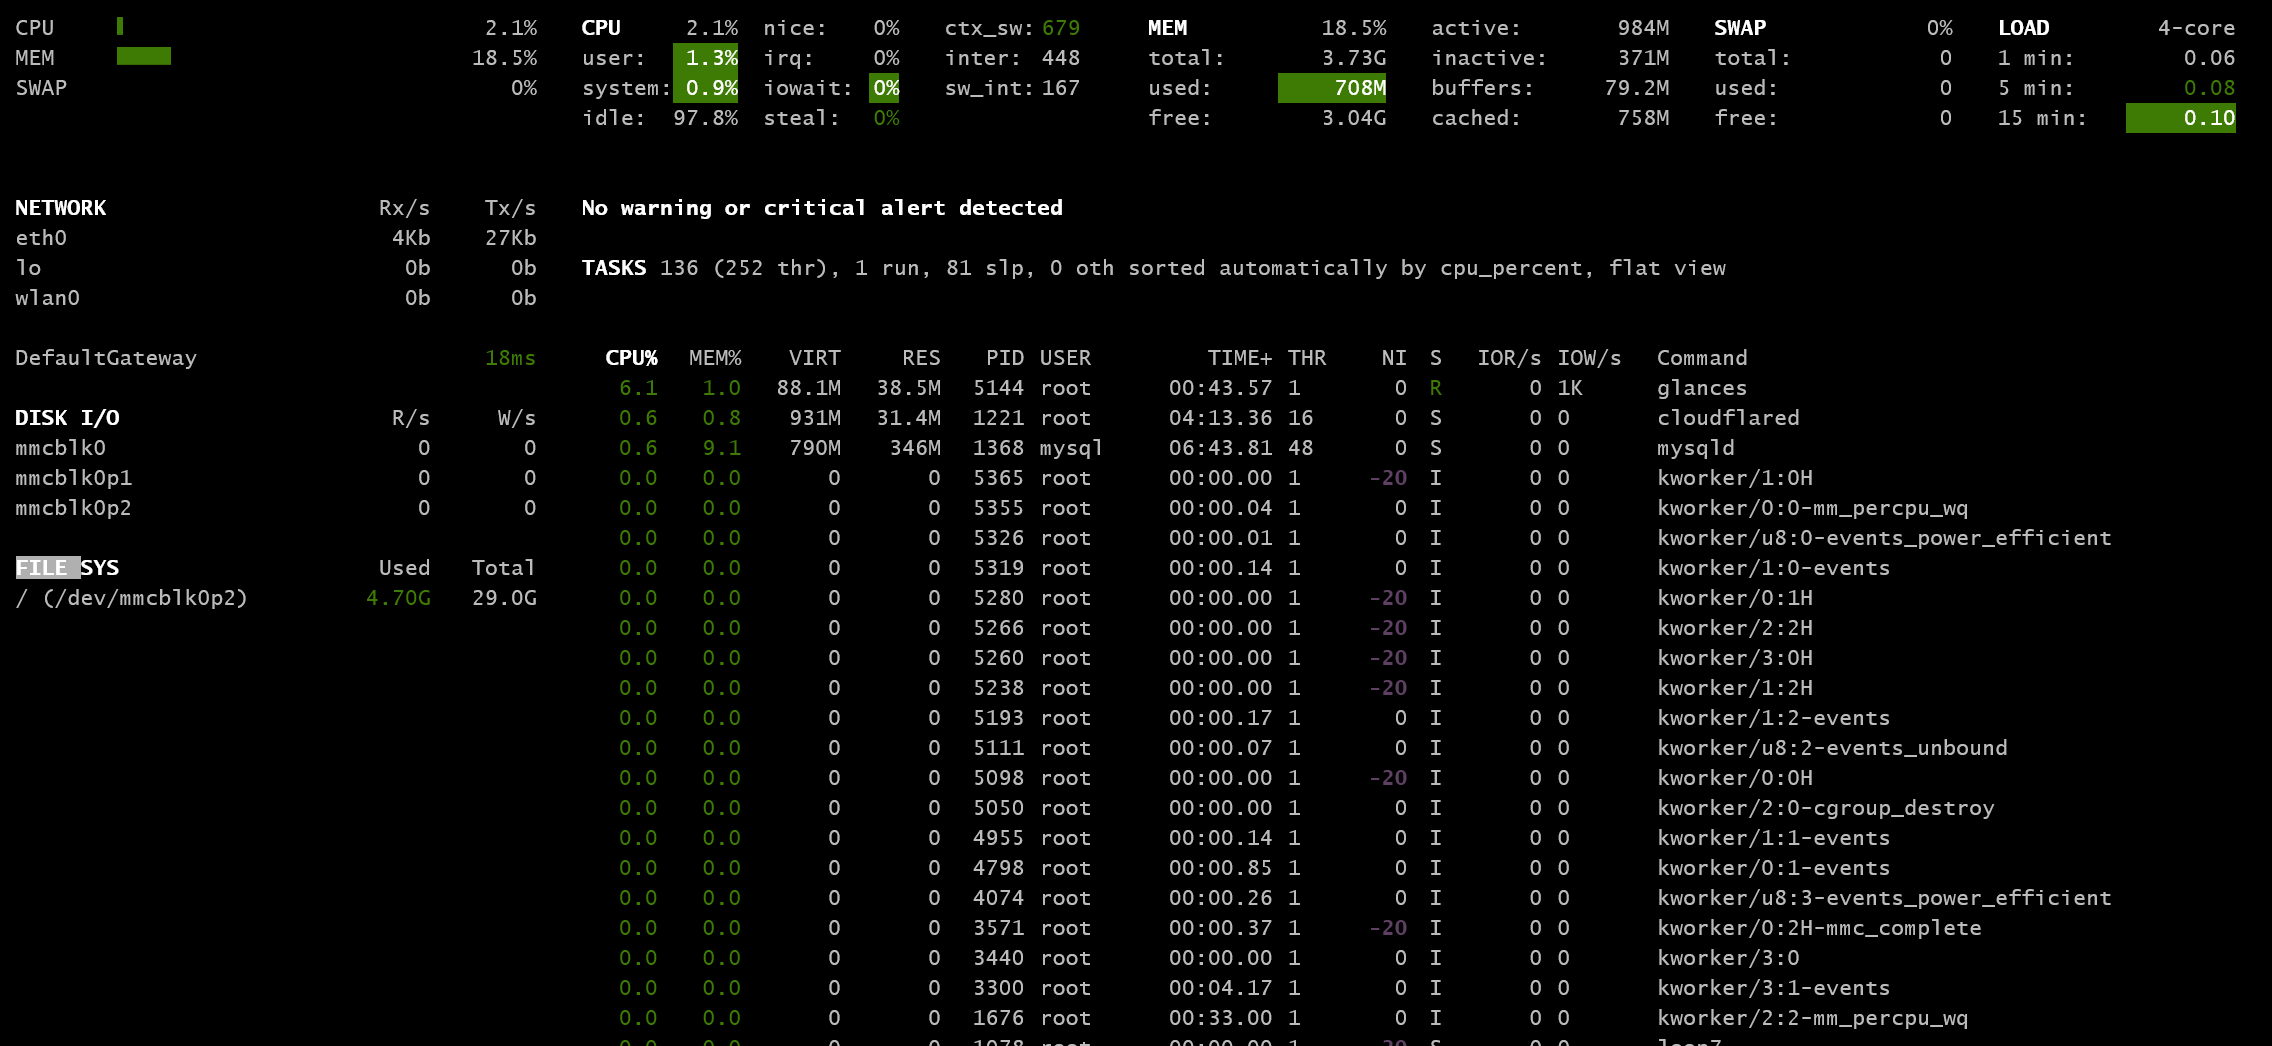 CPU 2.1% CPU 2.1% nice: 0% ctx_sw: 679 MEM 18.5% active: 984M SWAP 0% LOAD 4-core
MEM 18.5% user: 1.3% irq: 0% inter: 448 total: 3.73G inactive: 371M total: 0 1 min: 0.06
SWAP 0% system: 0.9% iowait: 0% sw_int: 167 used: 708M buffers: 79.2M used: 0 5 min: 0.08
idle: 97.8% steal: 0% free: 3.04G cached: 758M free: 0 15 min: 0.10
NETWORK Rx/s Tx/s No warning or critical alert detected
eth0 4Kb 27Kb
lo 0b 0b TASKS 136 (252 thr), 1 run, 81 slp, 0 oth sorted automatically by cpu_percent, flat view
wlan0 0b 0b
DefaultGateway 18ms CPU% MEM% VIRT RES PID USER TIME+ THR NI S IOR/s IOW/s Command
6.1 1.0 88.1M 38.5M 5144 root 00:43.57 1 0 R 0 1K glances
DISK I/O R/s W/s 0.6 0.8 931M 31.4M 1221 root 04:13.36 16 0 S 0 0 cloudflared
mmcblk0 0 0 0.6 9.1 790M 346M 1368 mysql 06:43.81 48 0 S 0 0 mysqld
mmcblk0p1 0 0 0.0 0.0 0 0 5365 root 00:00.00 1 -20 I 0 0 kworker/1:0H
mmcblk0p2 0 0 0.0 0.0 0 0 5355 root 00:00.04 1 0 I 0 0 kworker/0:0-mm_percpu_wq
0.0 0.0 0 0 5326 root 00:00.01 1 0 I 0 0 kworker/u8:0-events_power_efficient
FILE SYS Used Total 0.0 0.0 0 0 5319 root 00:00.14 1 0 I 0 0 kworker/1:0-events
/ (/dev/mmcblk0p2) 4.70G 29.0G 0.0 0.0 0 0 5280 root 00:00.00 1 -20 I 0 0 kworker/0:1H
0.0 0.0 0 0 5266 root 00:00.00 1 -20 I 0 0 kworker/2:2H
0.0 0.0 0 0 5260 root 00:00.00 1 -20 I 0 0 kworker/3:0H
0.0 0.0 0 0 5238 root 00:00.00 1 -20 I 0 0 kworker/1:2H
0.0 0.0 0 0 5193 root 00:00.17 1 0 I 0 0 kworker/1:2-events
0.0 0.0 0 0 5111 root 00:00.07 1 0 I 0 0 kworker/u8:2-events_unbound
0.0 0.0 0 0 5098 root 00:00.00 1 -20 I 0 0 kworker/0:0H
0.0 0.0 0 0 5050 root 00:00.00 1 0 I 0 0 kworker/2:0-cgroup_destroy
0.0 0.0 0 0 4955 root 00:00.14 1 0 I 0 0 kworker/1:1-events
0.0 0.0 0 0 4798 root 00:00.85 1 0 I 0 0 kworker/0:1-events
0.0 0.0 0 0 4074 root 00:00.26 1 0 I 0 0 kworker/u8:3-events_power_efficient
0.0 0.0 0 0 3571 root 00:00.37 1 -20 I 0 0 kworker/0:2H-mmc_complete
0.0 0.0 0 0 3440 root 00:00.00 1 0 I 0 0 kworker/3:0
0.0 0.0 0 0 3300 root 00:04.17 1 0 I 0 0 kworker/3:1-events
0.0 0.0 0 0 1676 root 00:33.00 1 0 I 0 0 kworker/2:2-mm_percpu_wq